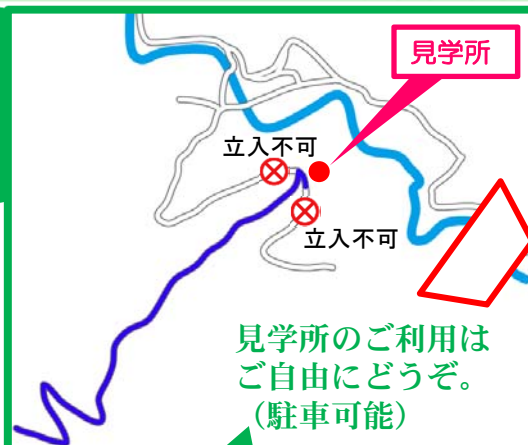 見学所
立入不可
立入不可
見学所のご利用は
ご自由にどうぞ。
（駐車可能）